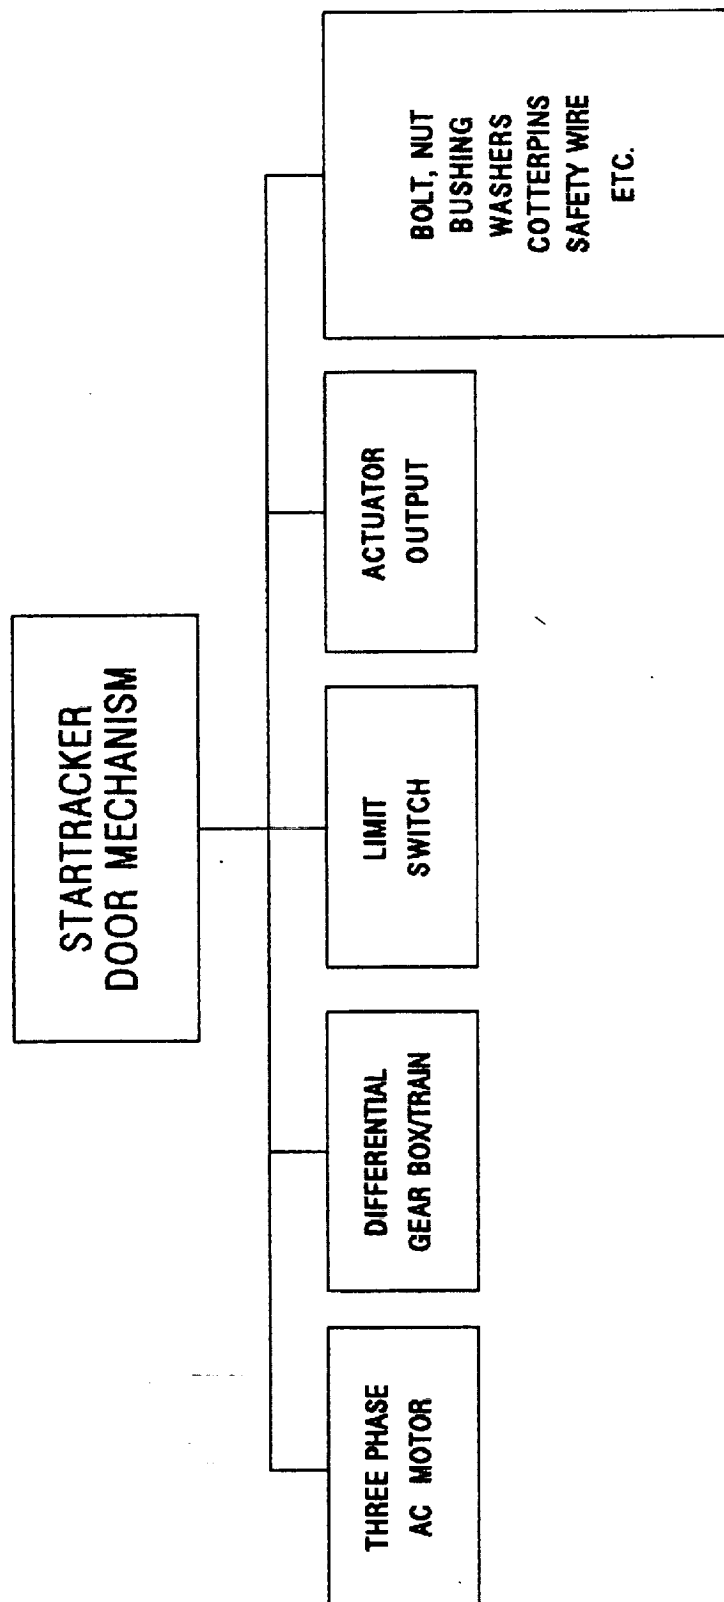 STARTRACKER
DOOR MECHANISM
THREE PHASE
AC MOTOR
DIFFERENTIAL
GEAR BOX/TRAIN
LIMIT
SWITCH
ACTUATOR
OUTPUT
BOLT, NUT
BUSHING
WASHERS
COTTERPINS
SAFETY WIRE
ETC.